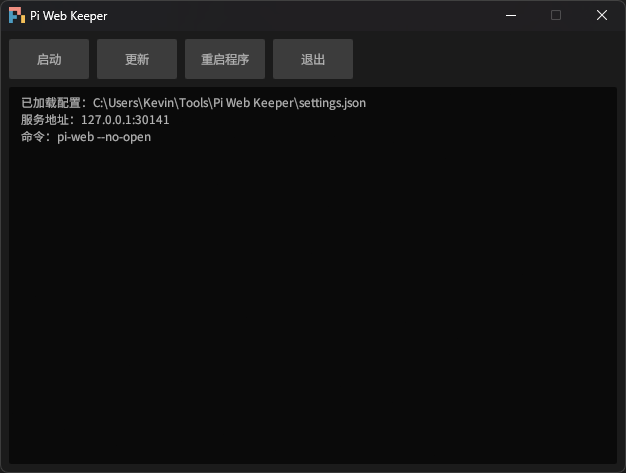 Pi Web Keeper
启动 更新 重启程序 退出
已加载配置：C:\Users\Kevin\Tools\Pi Web Keeper\settings.json
服务地址：127.0.0.1:30141
命令：pi-web --no-open